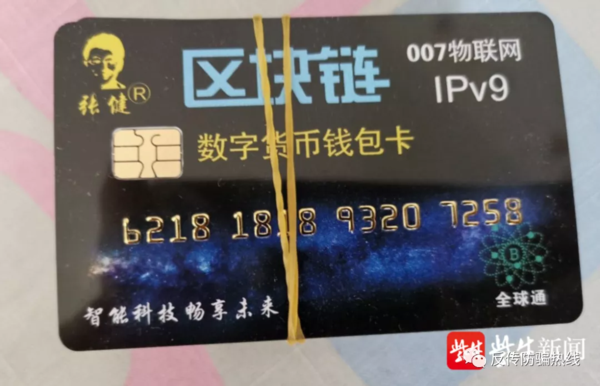 张健®
区块链
007物联网
IPv9
数字货币钱包卡
6218 1818 9320 7258
B
智能科技畅享未来
全球通
紫牛新闻
反传防骗热线